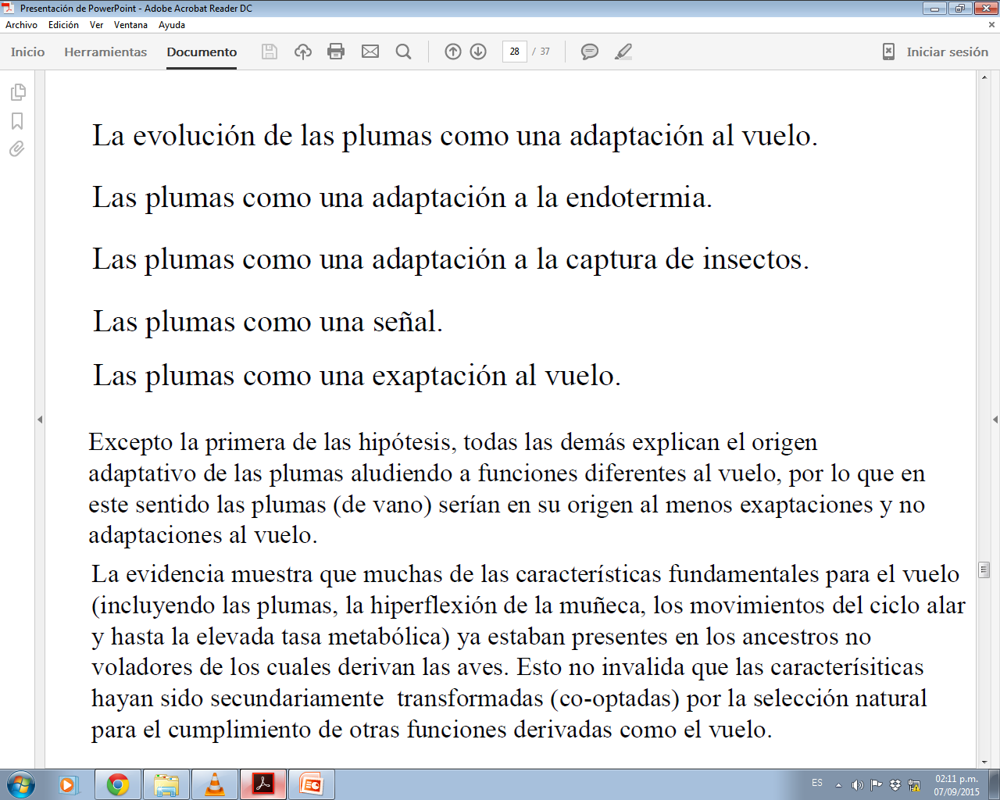 Presentación de PowerPoint - Adobe Acrobat Reader DC
Archivo Edición Ver Ventana Ayuda
Inicio Herramientas Documento 28 / 37 Iniciar sesión
La evolución de las plumas como una adaptación al vuelo.
Las plumas como una adaptación a la endotermia.
Las plumas como una adaptación a la captura de insectos.
Las plumas como una señal.
Las plumas como una exaptación al vuelo.
Excepto la primera de las hipótesis, todas las demás explican el origen
adaptativo de las plumas aludiendo a funciones diferentes al vuelo, por lo que en
este sentido las plumas (de vano) serían en su origen al menos exaptaciones y no
adaptaciones al vuelo.
La evidencia muestra que muchas de las características fundamentales para el vuelo
(incluyendo las plumas, la hiperflexión de la muñeca, los movimientos del ciclo alar
y hasta la elevada tasa metabólica) ya estaban presentes en los ancestros no
voladores de los cuales derivan las aves. Esto no invalida que las caracterísiticas
hayan sido secundariamente transformadas (co-optadas) por la selección natural
para el cumplimiento de otras funciones derivadas como el vuelo.
ES
02:11 p.m.
07/09/2015